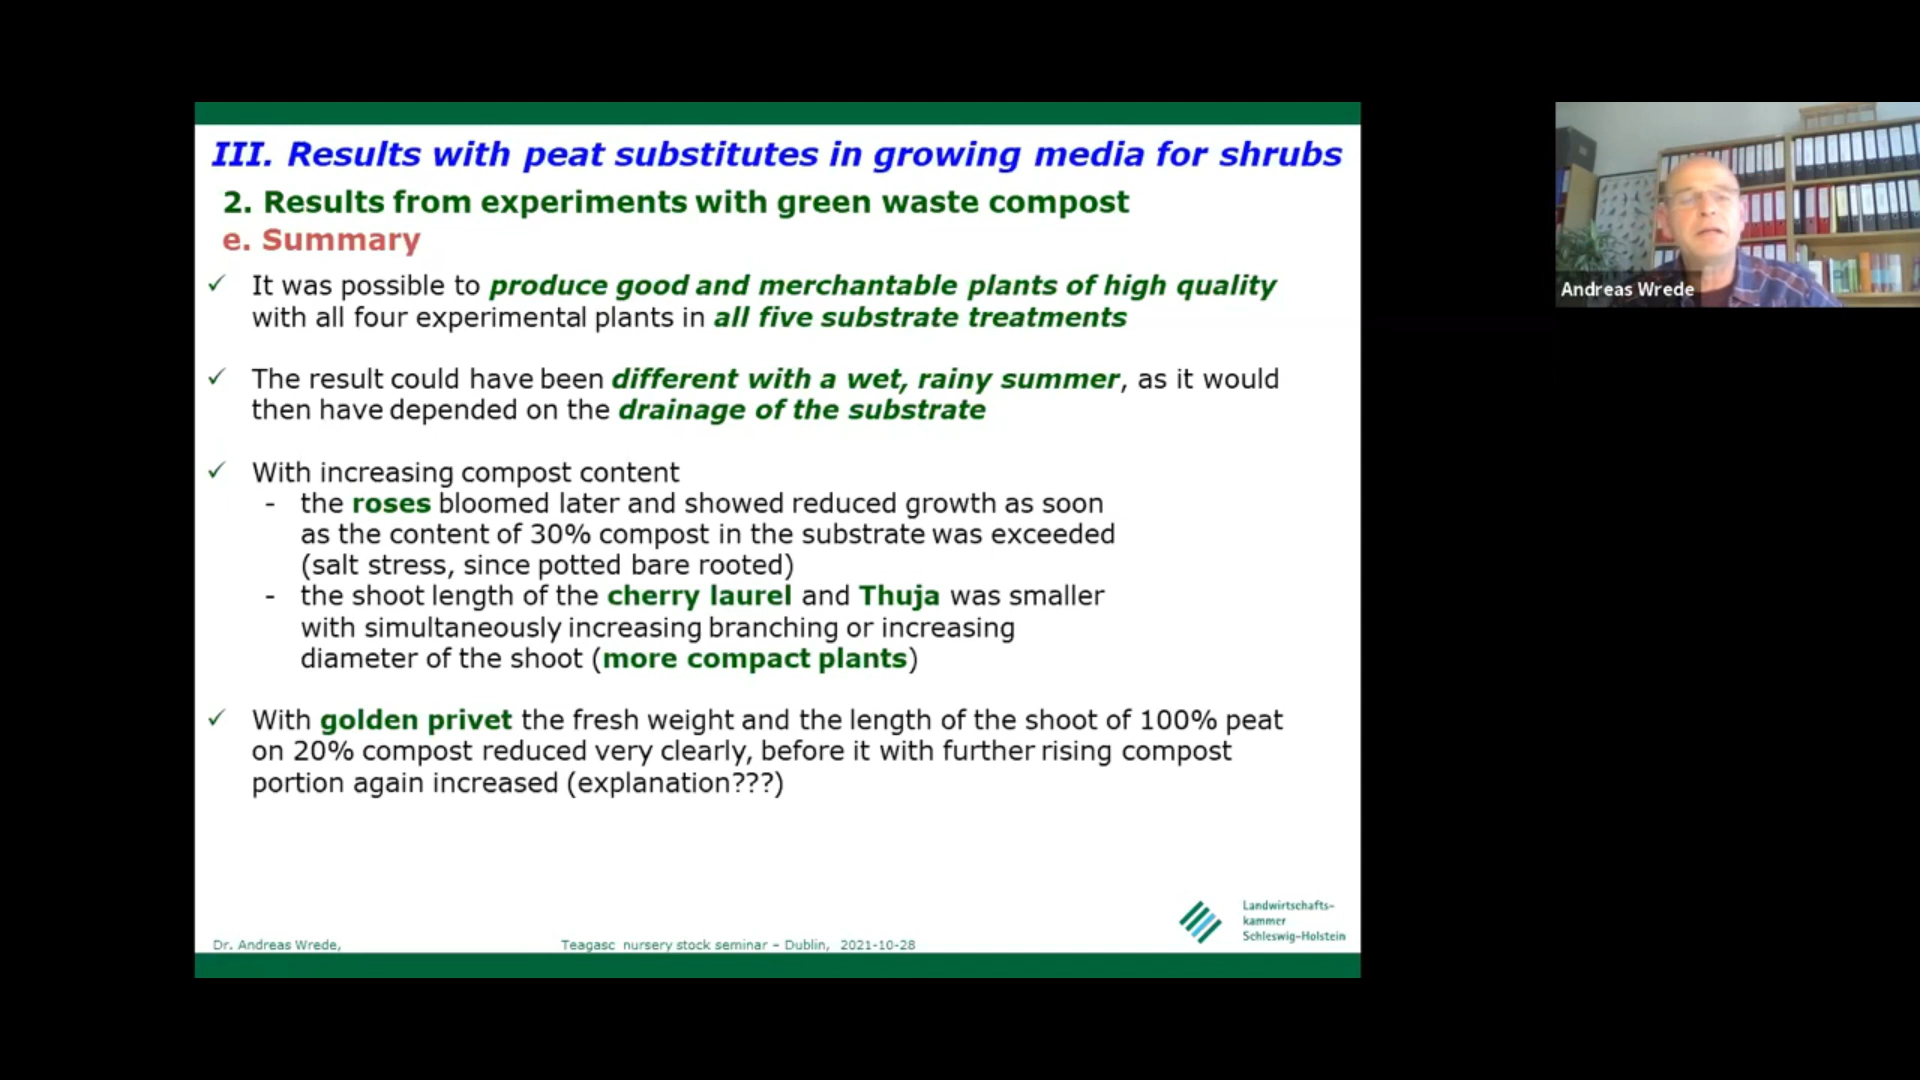 III. Results with peat substitutes in growing media for shrubs
2. Results from experiments with green waste compost
e. Summary
✓ It was possible to produce good and merchantable plants of high quality
with all four experimental plants in all five substrate treatments
✓ The result could have been different with a wet, rainy summer, as it would
then have depended on the drainage of the substrate
✓ With increasing compost content
- the roses bloomed later and showed reduced growth as soon
as the content of 30% compost in the substrate was exceeded
(salt stress, since potted bare rooted)
- the shoot length of the cherry laurel and Thuja was smaller
with simultaneously increasing branching or increasing
diameter of the shoot (more compact plants)
✓ With golden privet the fresh weight and the length of the shoot of 100% peat
on 20% compost reduced very clearly, before it with further rising compost
portion again increased (explanation???)
Landwirtschafts-
kammer
Schleswig-Holstein
Dr. Andreas Wrede,
Teagasc nursery stock seminar – Dublin, 2021-10-28
Andreas Wrede